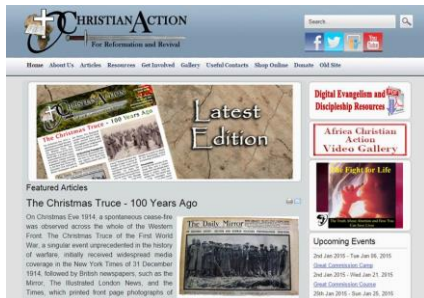 CHRISTIAN ACTION
For Reformation and Revival
Search...
Home About Us Articles Resources Get Involved Gallery Useful Contacts Shop Online Donate Old Site
CHRISTIAN ACTION
The Christmas Truce - 100 Years Ago
Latest
Edition
Digital Evangelism and
Discipleship Resources
Africa Christian
Action
Video Gallery
Fight for Life
Featured Articles
The Christmas Truce - 100 Years Ago
On Christmas Eve 1914, a spontaneous cease-fire
was observed across the whole of the Western
Front. The Christmas Truce of the First World
War, a singular event unprecedented in the history
of warfare, initially received widespread media
coverage in the New York Times of 31 December
1914, followed by British newspapers, such as the
Mirror, The Illustrated London News, and the
Times, which printed front page photographs of
The Daily Mirror
Upcoming Events
2nd Jan 2015 - Tue Jan 06, 2015
Great Commission Camp
2nd Jan 2015 - Wed Jan 21, 2015
Great Commission Course
25th Jan 2015 - Sun Jan 25, 2015